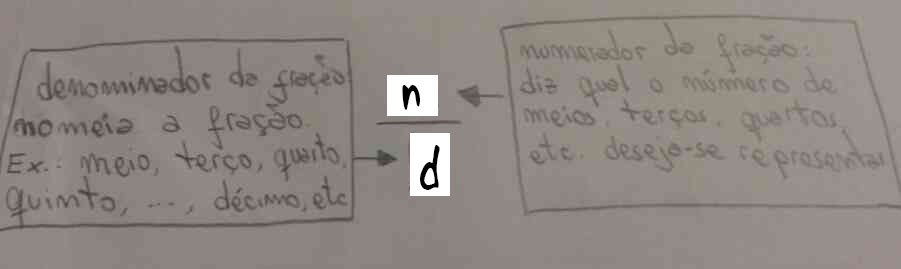 denominador da fração
nomeia a fração.
Ex.: meio, terço, quarto,
quinto, ..., décimo, etc
n
d
numerador da fração:
diz qual o número de
meios, terços, quartos,
etc. deseja-se representar